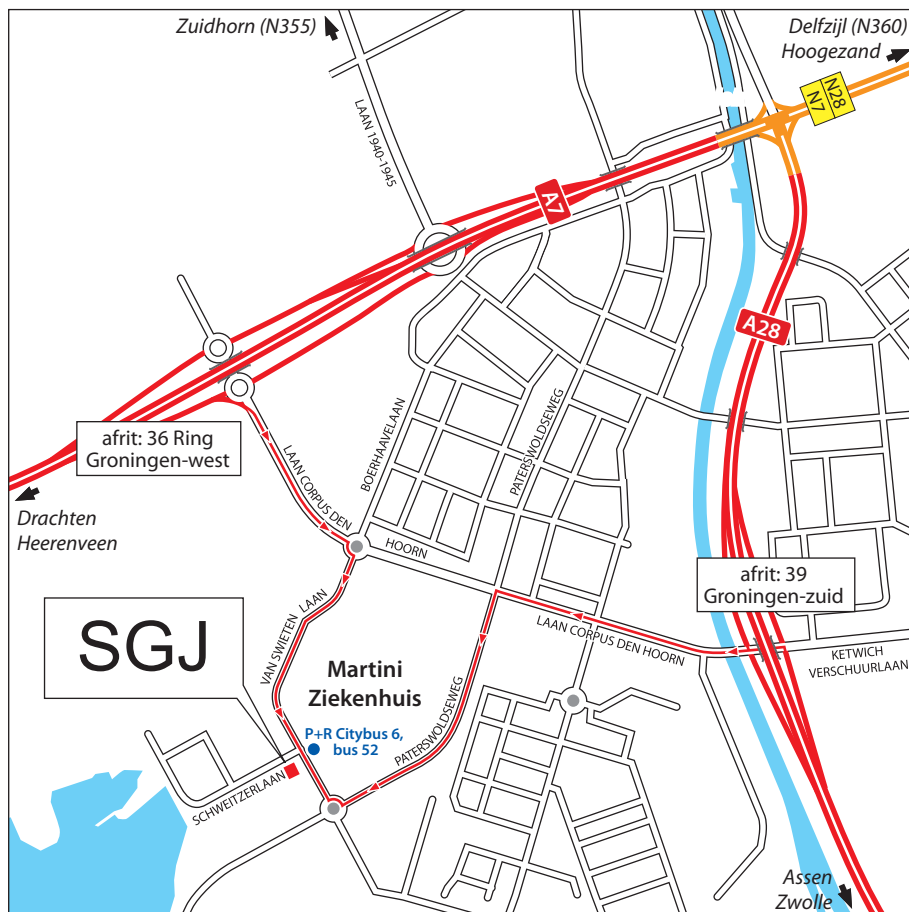 Zuidhorn (N355)
Delfzijl (N360)
Hoogezand
N28
N7
LAAN 1940-1945
A7
A28
afrit: 36 Ring
Groningen-west
BOERHAAVELAAN
PATERSWOLDSEWEG
Drachten
Heerenveen
LAAN CORPUS DEN
HOORN
afrit: 39
Groningen-zuid
LAAN CORPUS DEN HOORN
KETWICH
VERSCHUURLAAN
SGJ
VAN SWIETEN LAAN
Martini
Ziekenhuis
P+R Citybus 6,
bus 52
PATERSWOLDSEWEG
SCHWEITZERLAAN
Assen
Zwolle